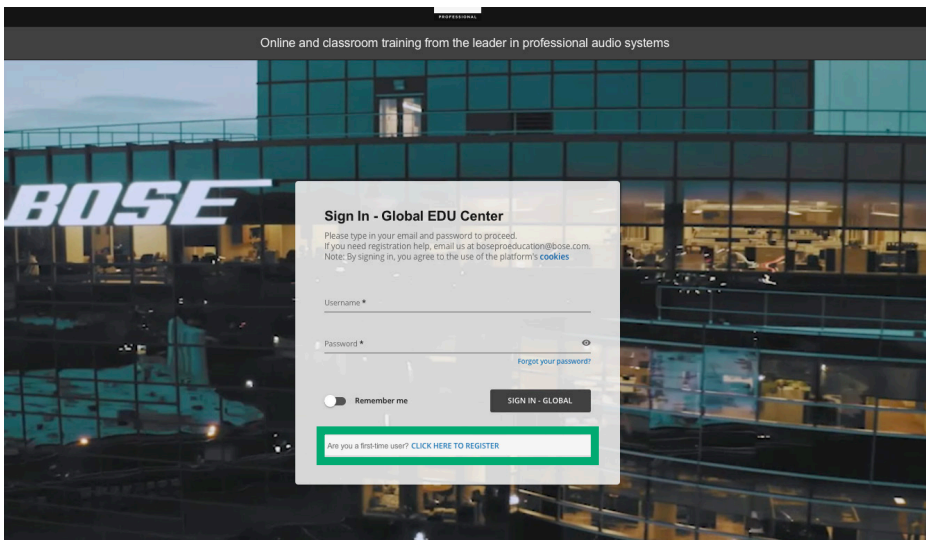 PROFESSIONAL
Online and classroom training from the leader in professional audio systems
BOSE
Sign In - Global EDU Center
Please type in your email and password to proceed.
If you need registration help, email us at boseproeducation@bose.com.
Note: By signing in, you agree to the use of the platform's cookies
Username *
Password *
Forgot your password?
Remember me
SIGN IN - GLOBAL
Are you a first-time user? CLICK HERE TO REGISTER